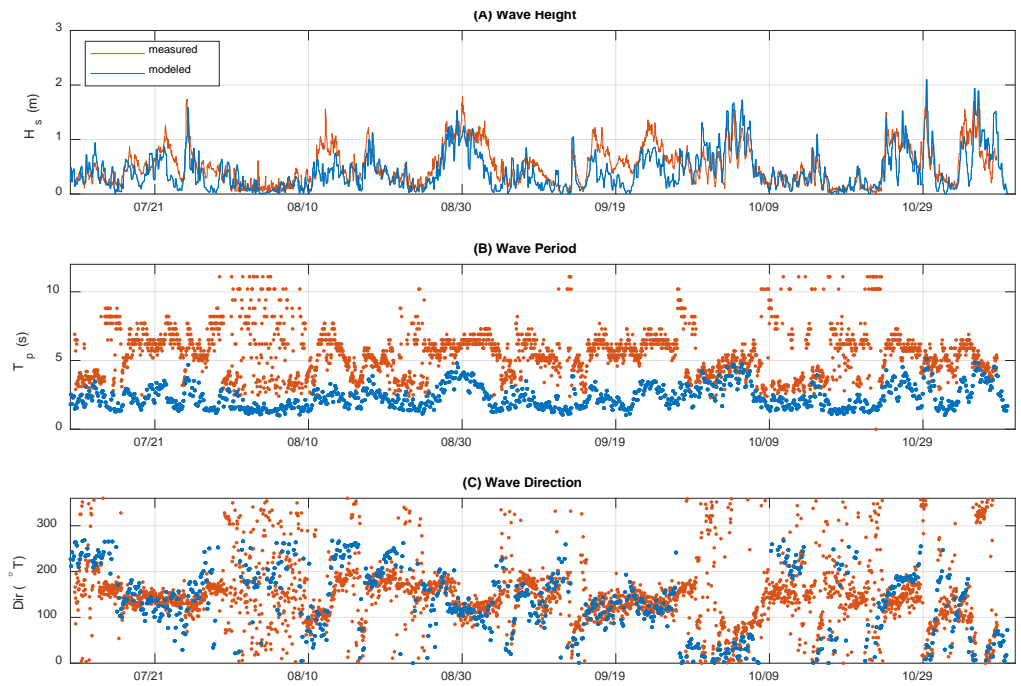 (A) Wave Height
3
measured
modeled
2
H s (m)
1
0
07/21 08/10 08/30 09/19 10/09 10/29
(B) Wave Period
10
T p (s)
5
0
07/21 08/10 08/30 09/19 10/09 10/29
(C) Wave Direction
300
200
Dir ( °T)
100
0
07/21 08/10 08/30 09/19 10/09 10/29